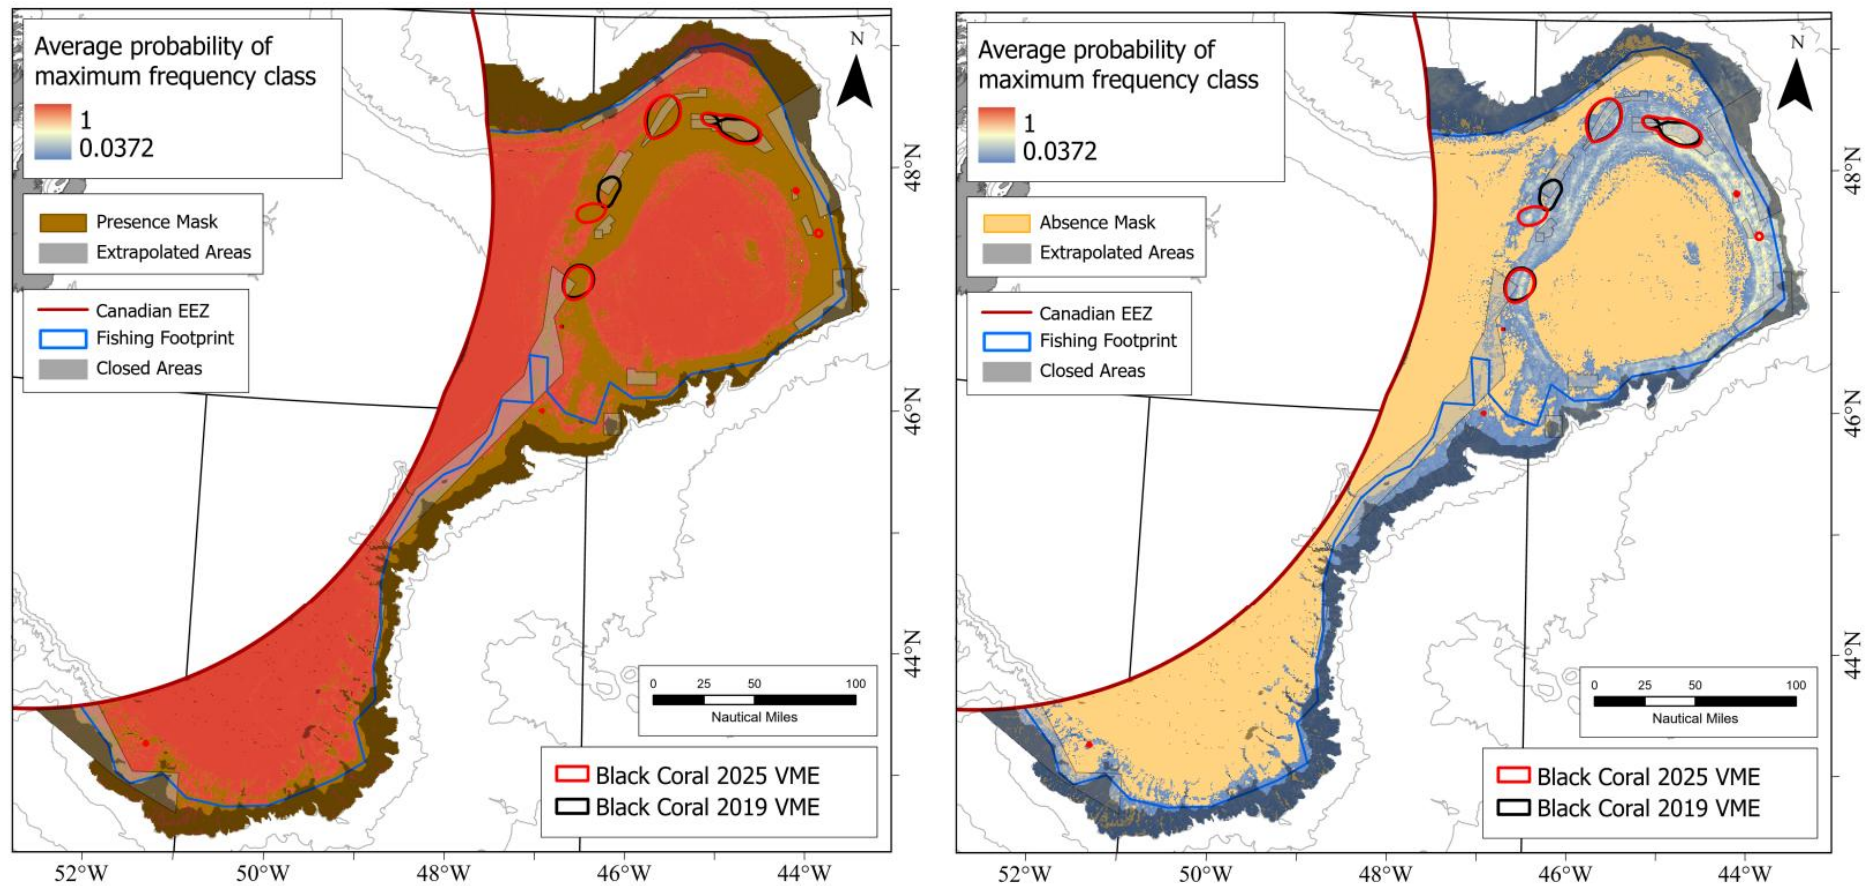 Average probability of
maximum frequency class
1
0.0372
Presence Mask
Extrapolated Areas
Canadian EEZ
Fishing Footprint
Closed Areas
N
48°N
46°N
44°N
0 25 50 100
Nautical Miles
Black Coral 2025 VME
Black Coral 2019 VME
52°W 50°W 48°W 46°W 44°W
Average probability of
maximum frequency class
1
0.0372
Absence Mask
Extrapolated Areas
Canadian EEZ
Fishing Footprint
Closed Areas
N
48°N
46°N
44°N
0 25 50 100
Nautical Miles
Black Coral 2025 VME
Black Coral 2019 VME
52°W 50°W 48°W 46°W 44°W